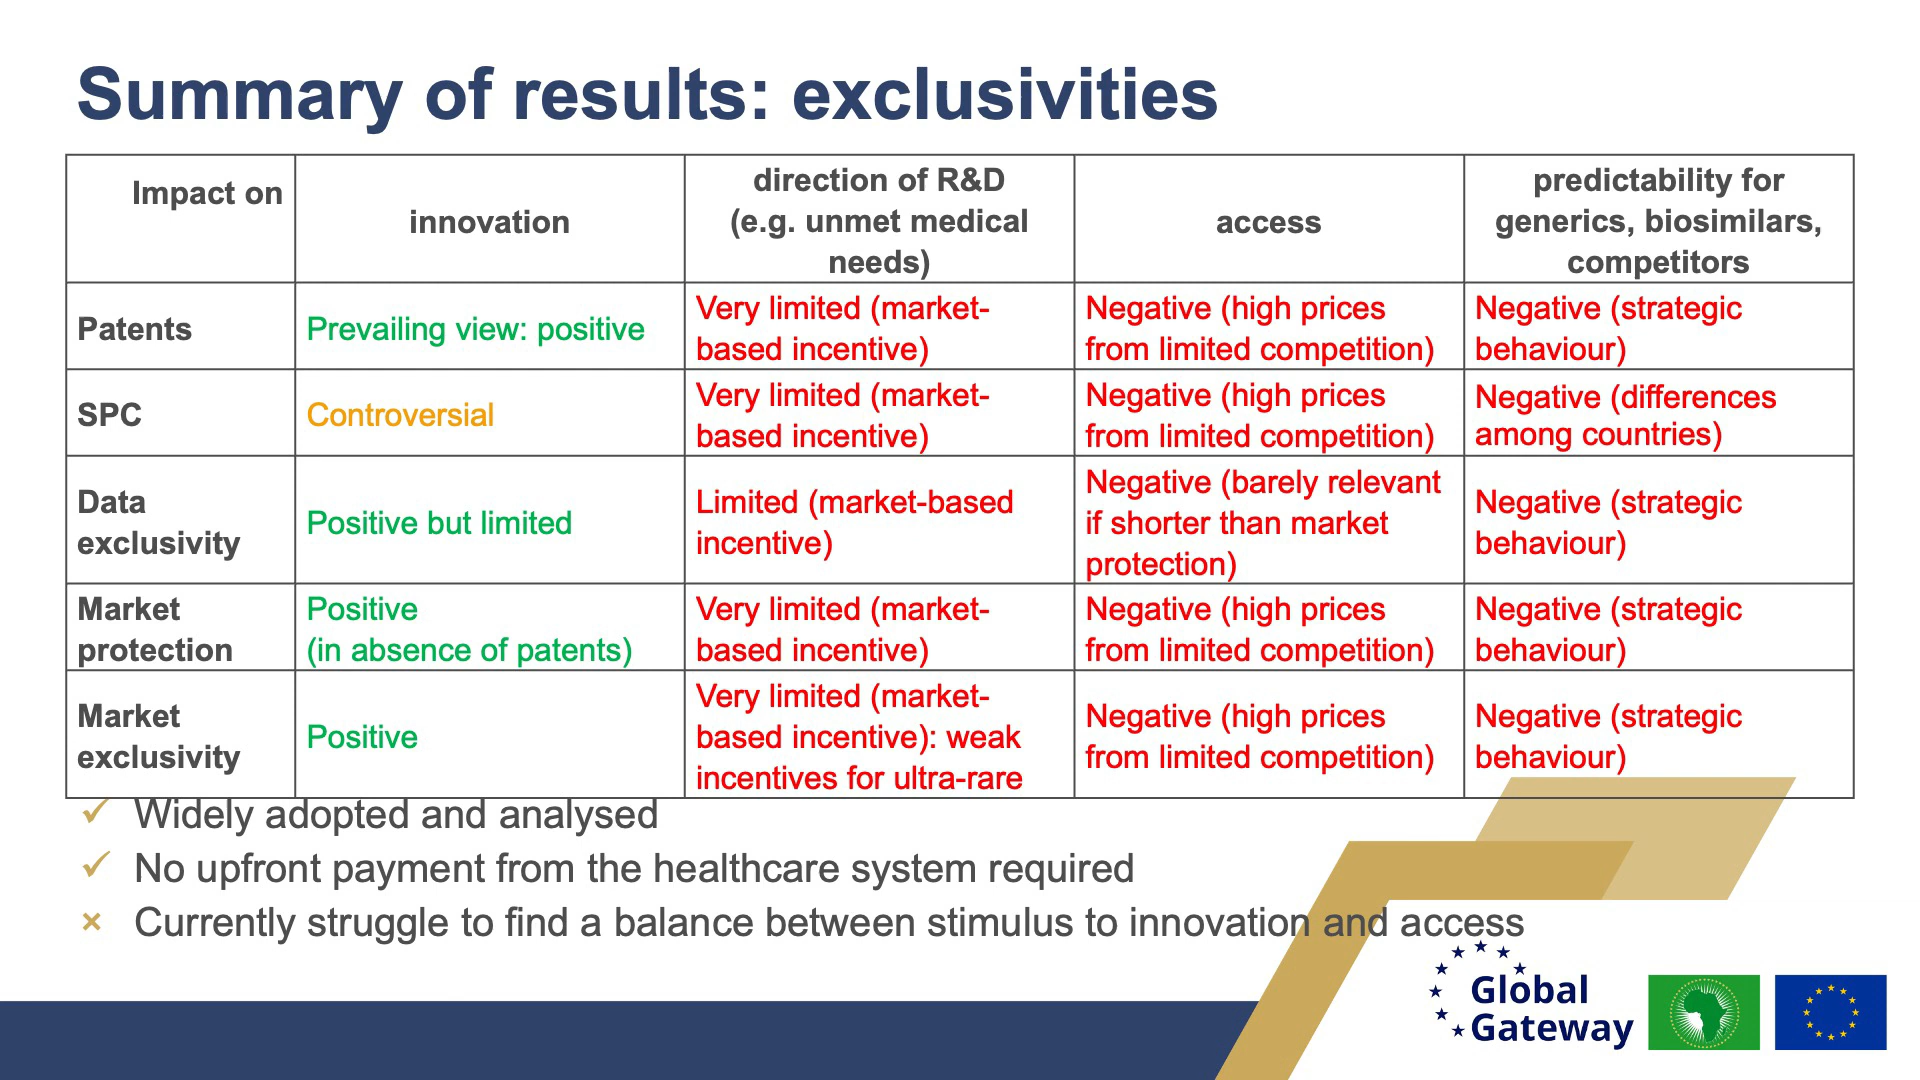 Summary of results: exclusivities
Impact on
innovation
direction of R&D
(e.g. unmet medical
needs)
access
predictability for
generics, biosimilars,
competitors
Patents
Prevailing view: positive
Very limited (market-
based incentive)
Negative (high prices
from limited competition)
Negative (strategic
behaviour)
SPC
Controversial
Very limited (market-
based incentive)
Negative (high prices
from limited competition)
Negative (differences
among countries)
Data
exclusivity
Positive but limited
Limited (market-based
incentive)
Negative (barely relevant
if shorter than market
protection)
Negative (strategic
behaviour)
Market
protection
Positive
(in absence of patents)
Very limited (market-
based incentive)
Negative (high prices
from limited competition)
Negative (strategic
behaviour)
Market
exclusivity
Positive
Very limited (market-
based incentive): weak
incentives for ultra-rare
Negative (high prices
from limited competition)
Negative (strategic
behaviour)
✓ Widely adopted and analysed
✓ No upfront payment from the healthcare system required
× Currently struggle to find a balance between stimulus to innovation and access
Global
Gateway